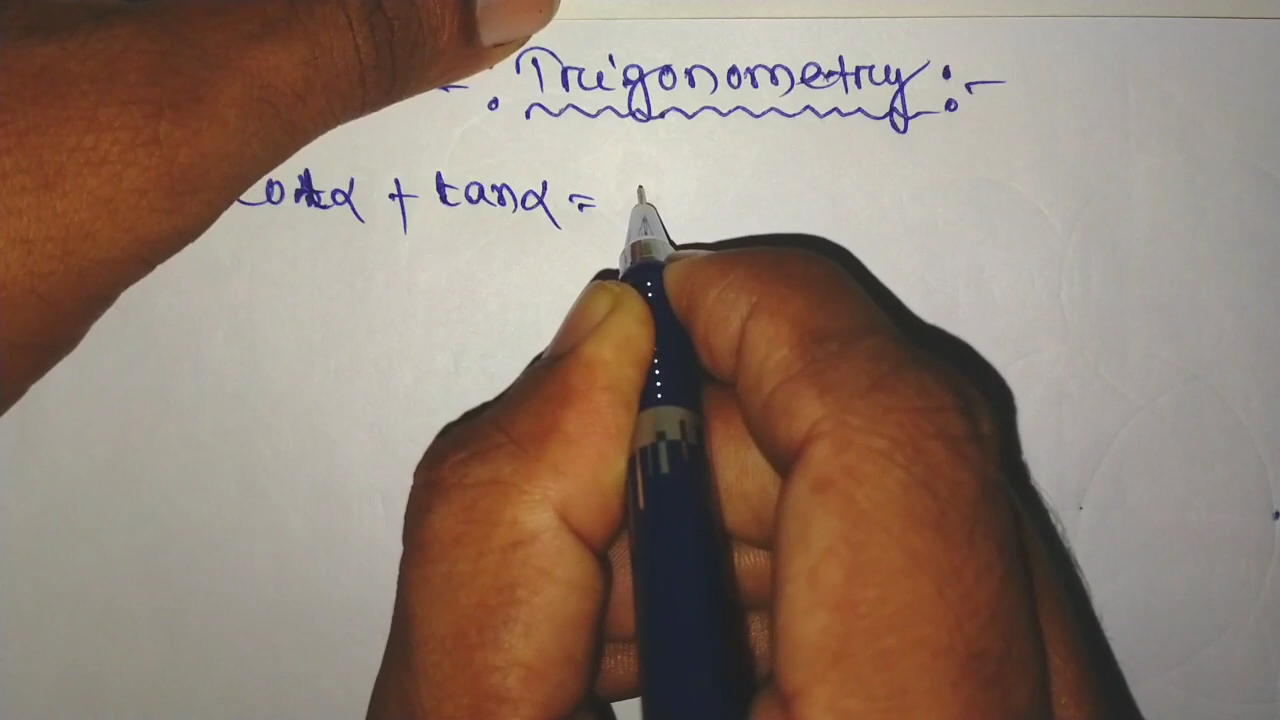 -: Trigonometry :-
cotα + tanα =